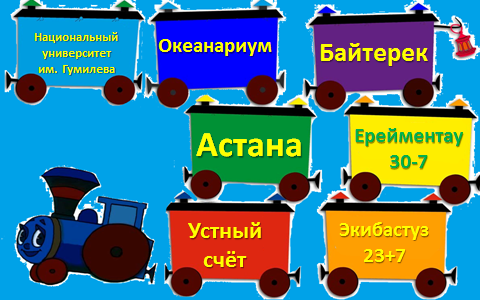 Национальный
университет
им. Гумилева
Океанариум
Байтерек
Астана
Ерейментау
30-7
Устный
счёт
Экибастуз
23+7